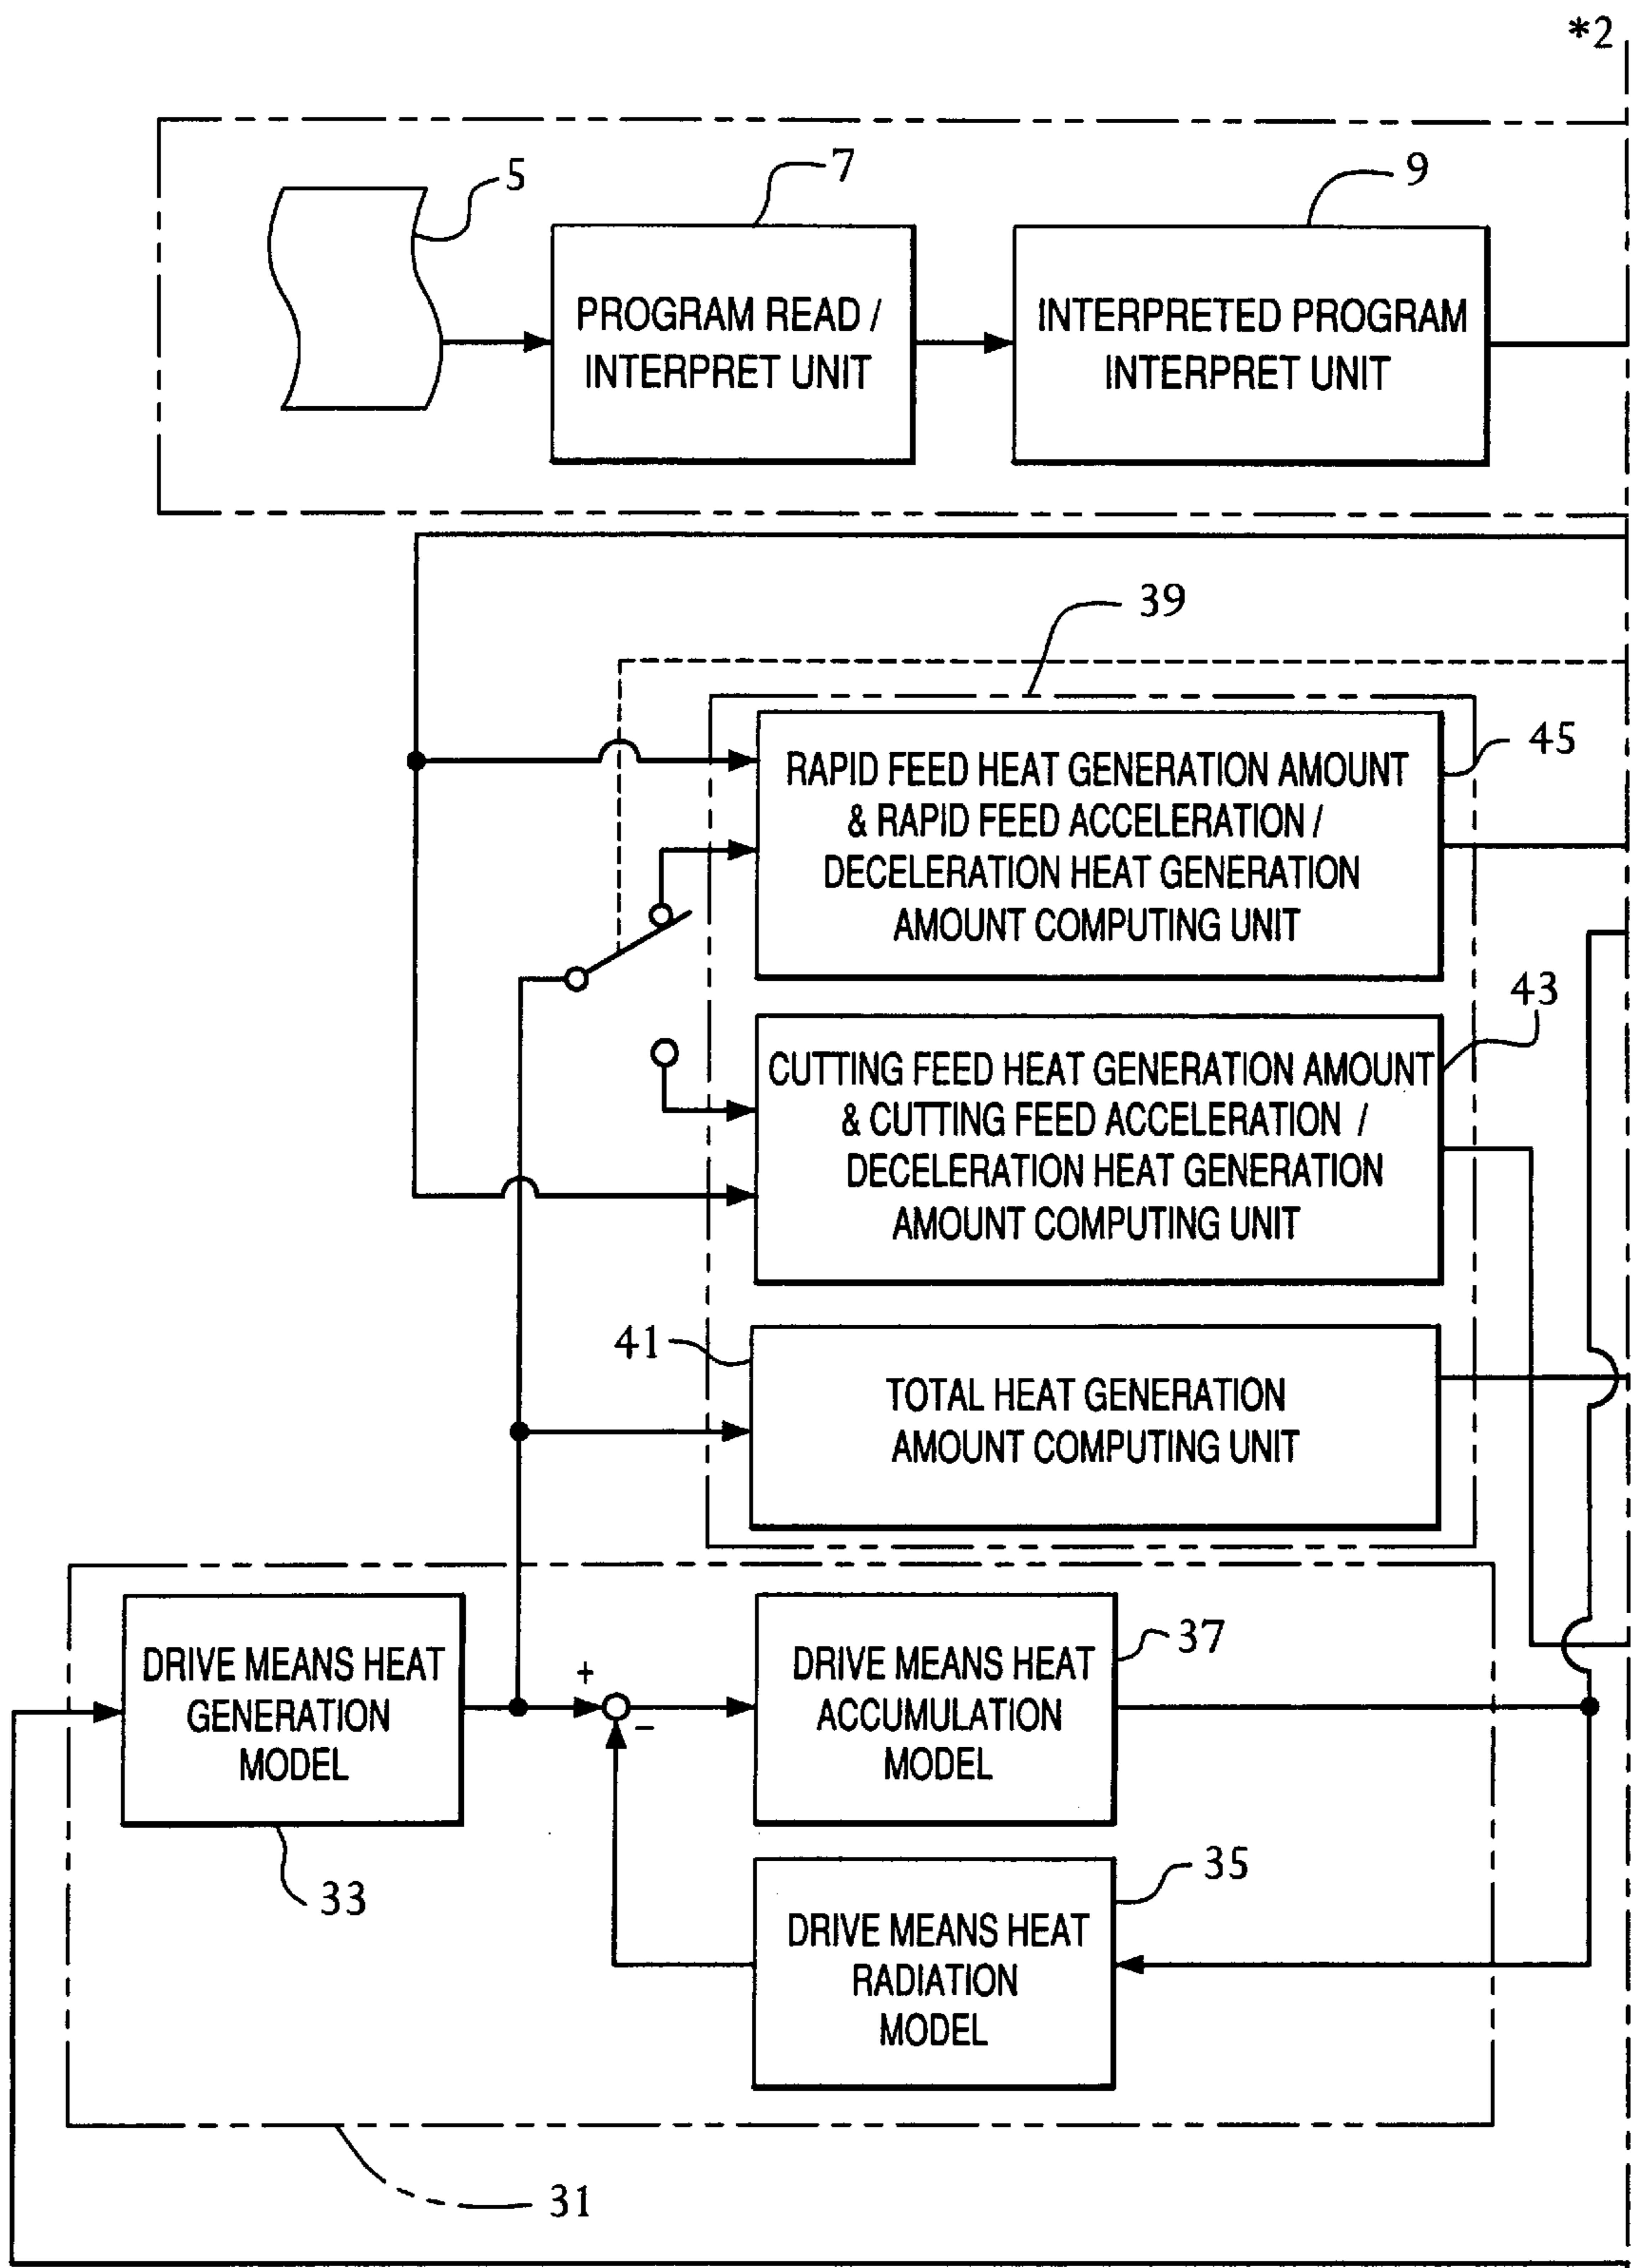 *2
5
7
9
PROGRAM READ /
INTERPRET UNIT
INTERPRETED PROGRAM
INTERPRET UNIT
39
45
RAPID FEED HEAT GENERATION AMOUNT
& RAPID FEED ACCELERATION /
DECELERATION HEAT GENERATION
AMOUNT COMPUTING UNIT
43
CUTTING FEED HEAT GENERATION AMOUNT
& CUTTING FEED ACCELERATION /
DECELERATION HEAT GENERATION
AMOUNT COMPUTING UNIT
41
TOTAL HEAT GENERATION
AMOUNT COMPUTING UNIT
DRIVE MEANS HEAT
GENERATION
MODEL
33
+
−
DRIVE MEANS HEAT
ACCUMULATION
MODEL
37
35
DRIVE MEANS HEAT
RADIATION
MODEL
31